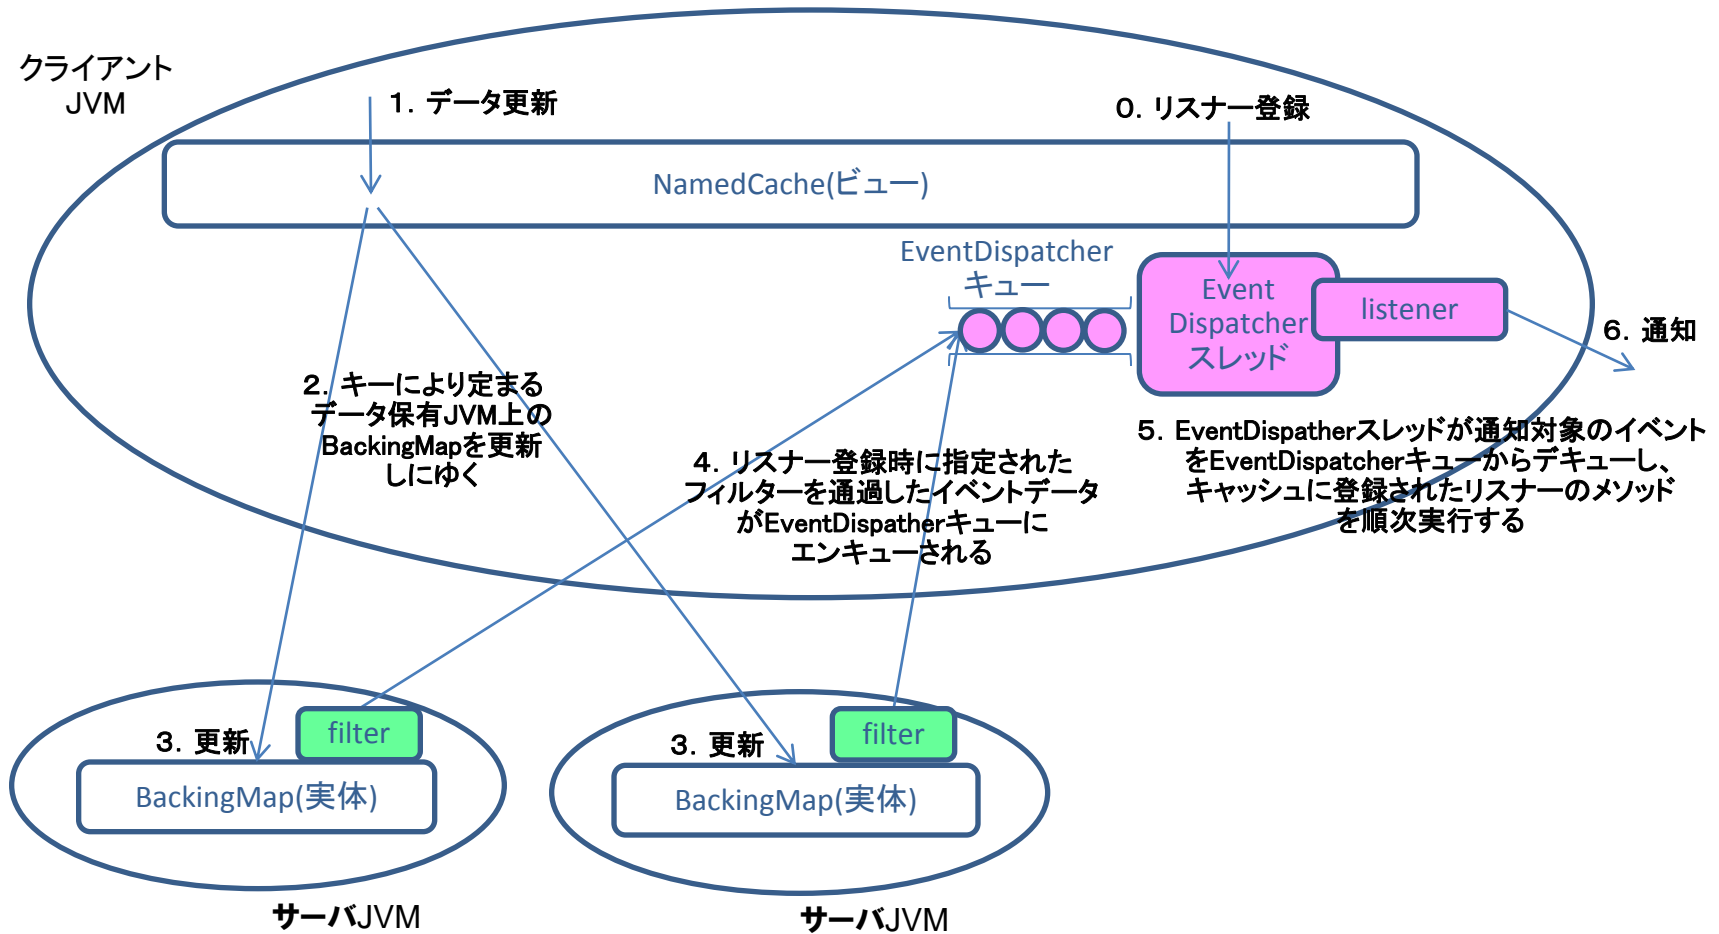 クライアント
JVM
１．データ更新
０．リスナー登録
NamedCache(ビュー)
EventDispatcher
キュー
Event
Dispatcher
スレッド
listener
６．通知
２．キーにより定まる
データ保有JVM上の
BackingMapを更新
しにゆく
４．リスナー登録時に指定された
フィルターを通過したイベントデータ
がEventDispatherキューに
エンキューされる
５．EventDispatherスレッドが通知対象のイベント
をEventDispatcherキューからデキューし、
キャッシュに登録されたリスナーのメソッド
を順次実行する
３．更新
filter
BackingMap(実体)
サーバJVM
３．更新
filter
BackingMap(実体)
サーバJVM